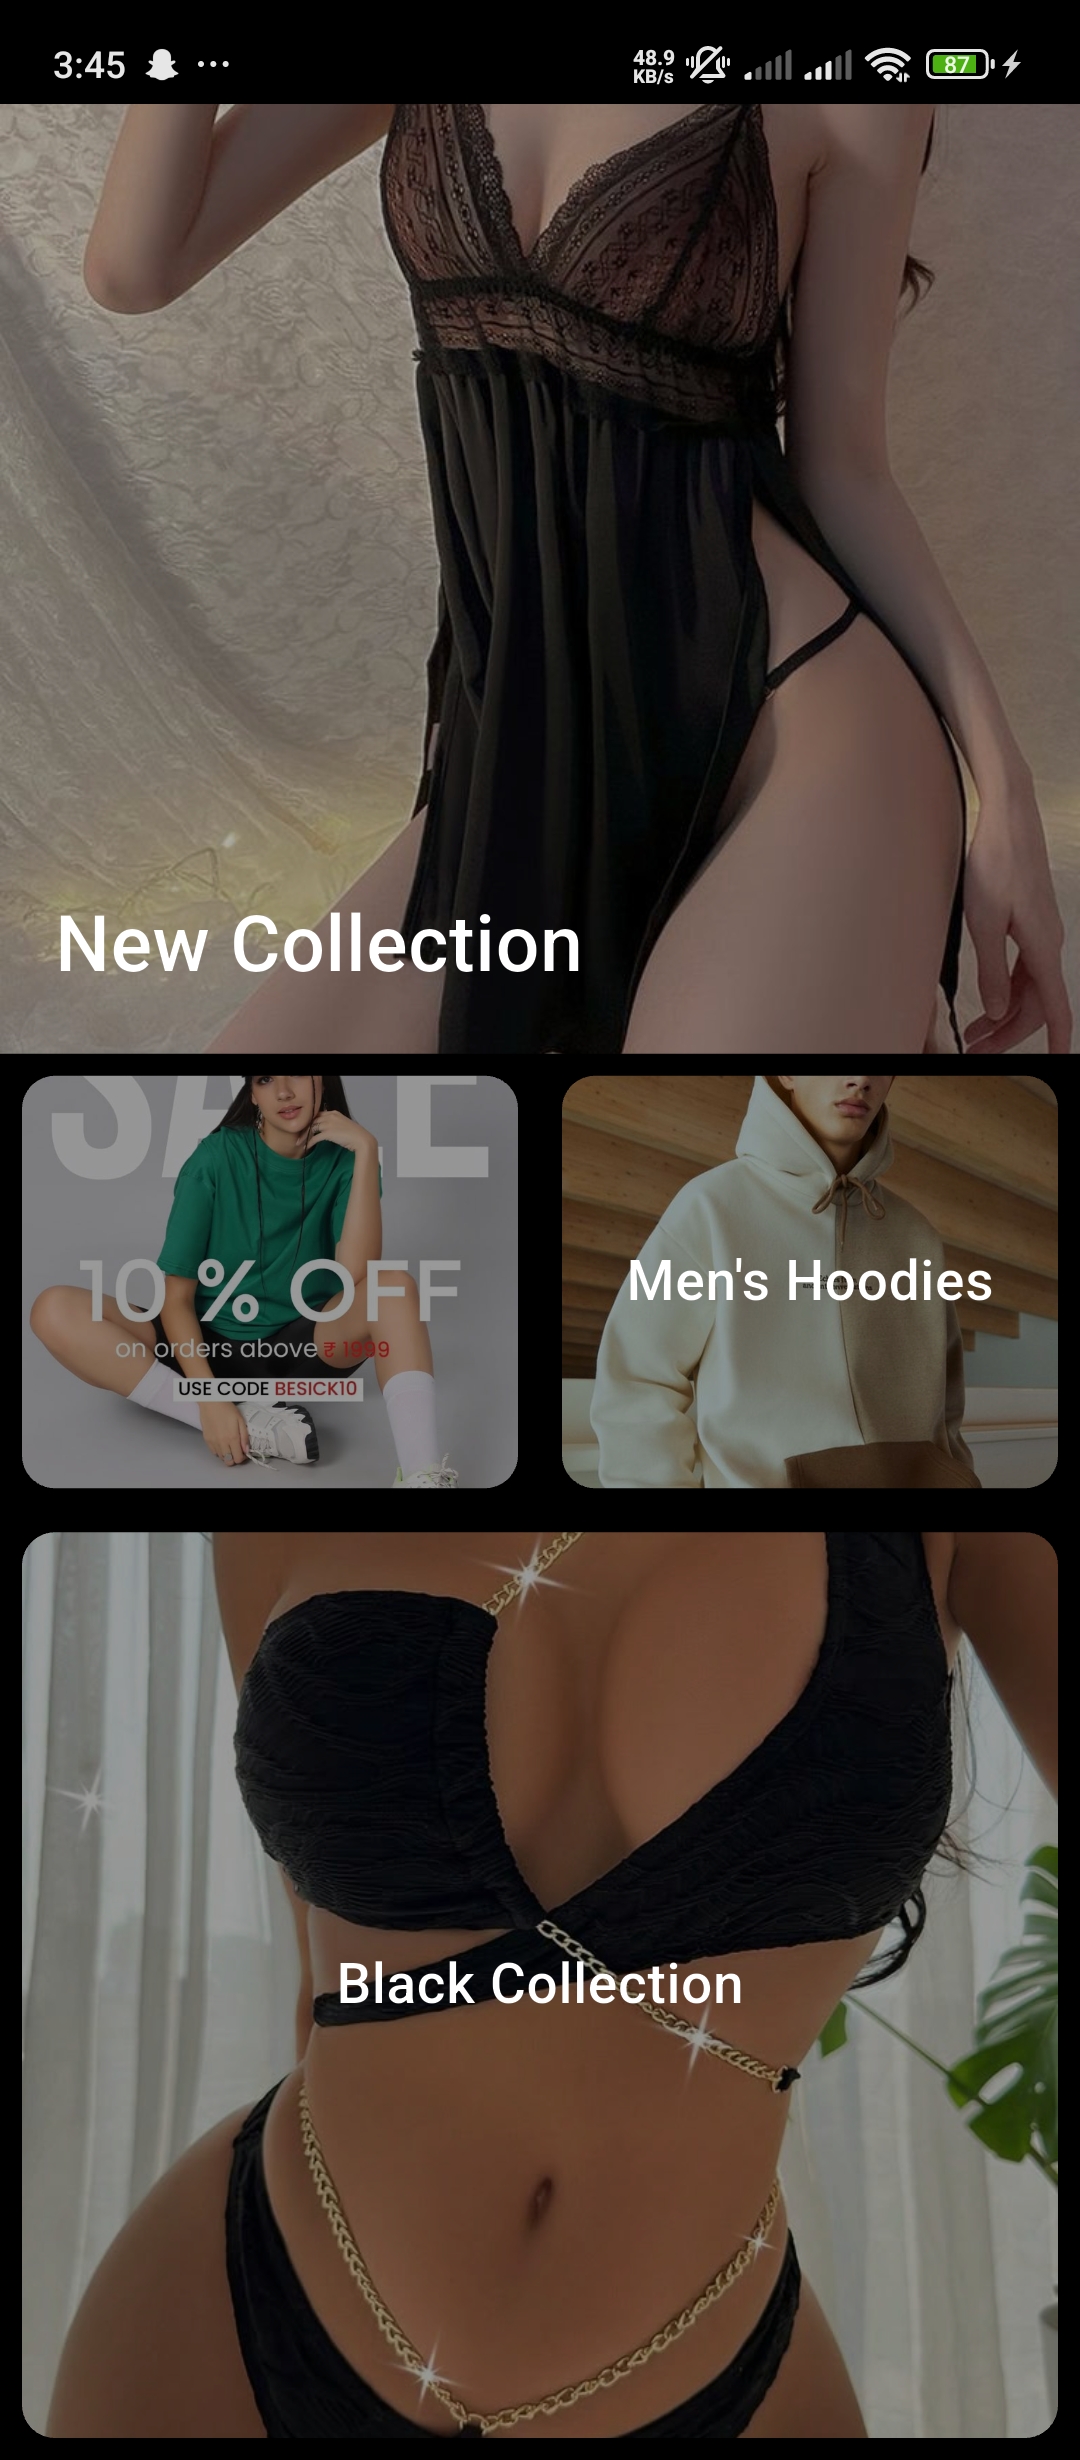 3:45
48.9
KB/s
87
New Collection
SALE
10 % OFF
on orders above ₹ 1999
USE CODE BESICK10
Men's Hoodies
Black Collection